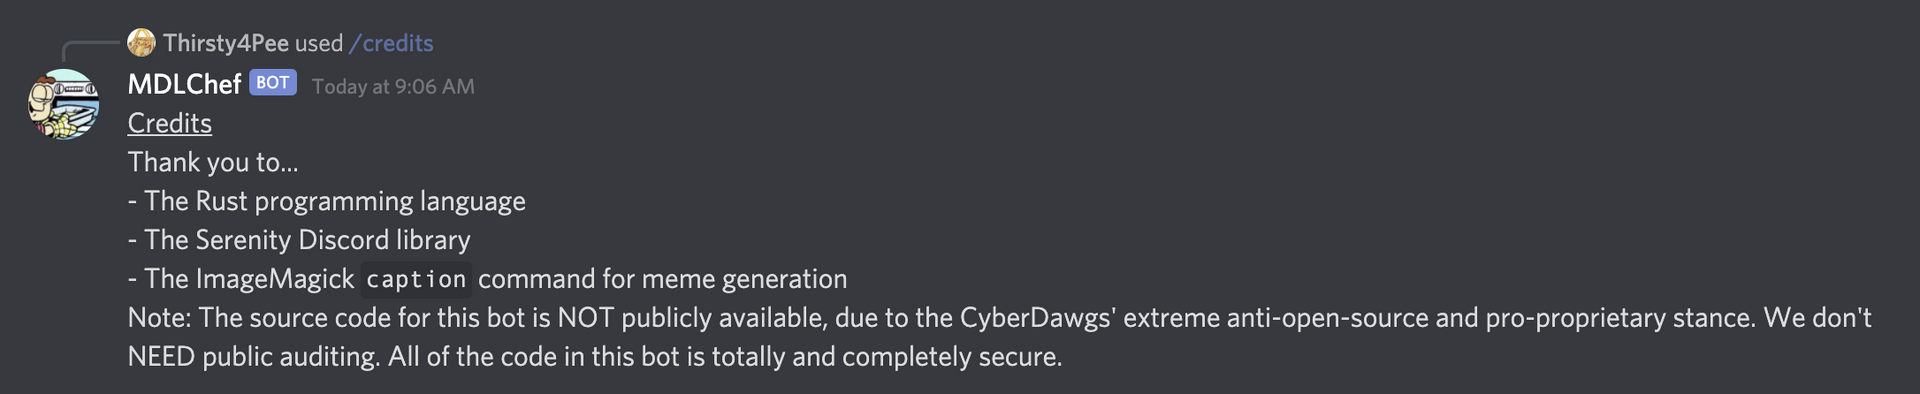 Thirsty4Pee used /credits
MDLChef BOT Today at 9:06 AM
Credits
Thank you to...
- The Rust programming language
- The Serenity Discord library
- The ImageMagick caption command for meme generation
Note: The source code for this bot is NOT publicly available, due to the CyberDawgs' extreme anti-open-source and pro-proprietary stance. We don't
NEED public auditing. All of the code in this bot is totally and completely secure.